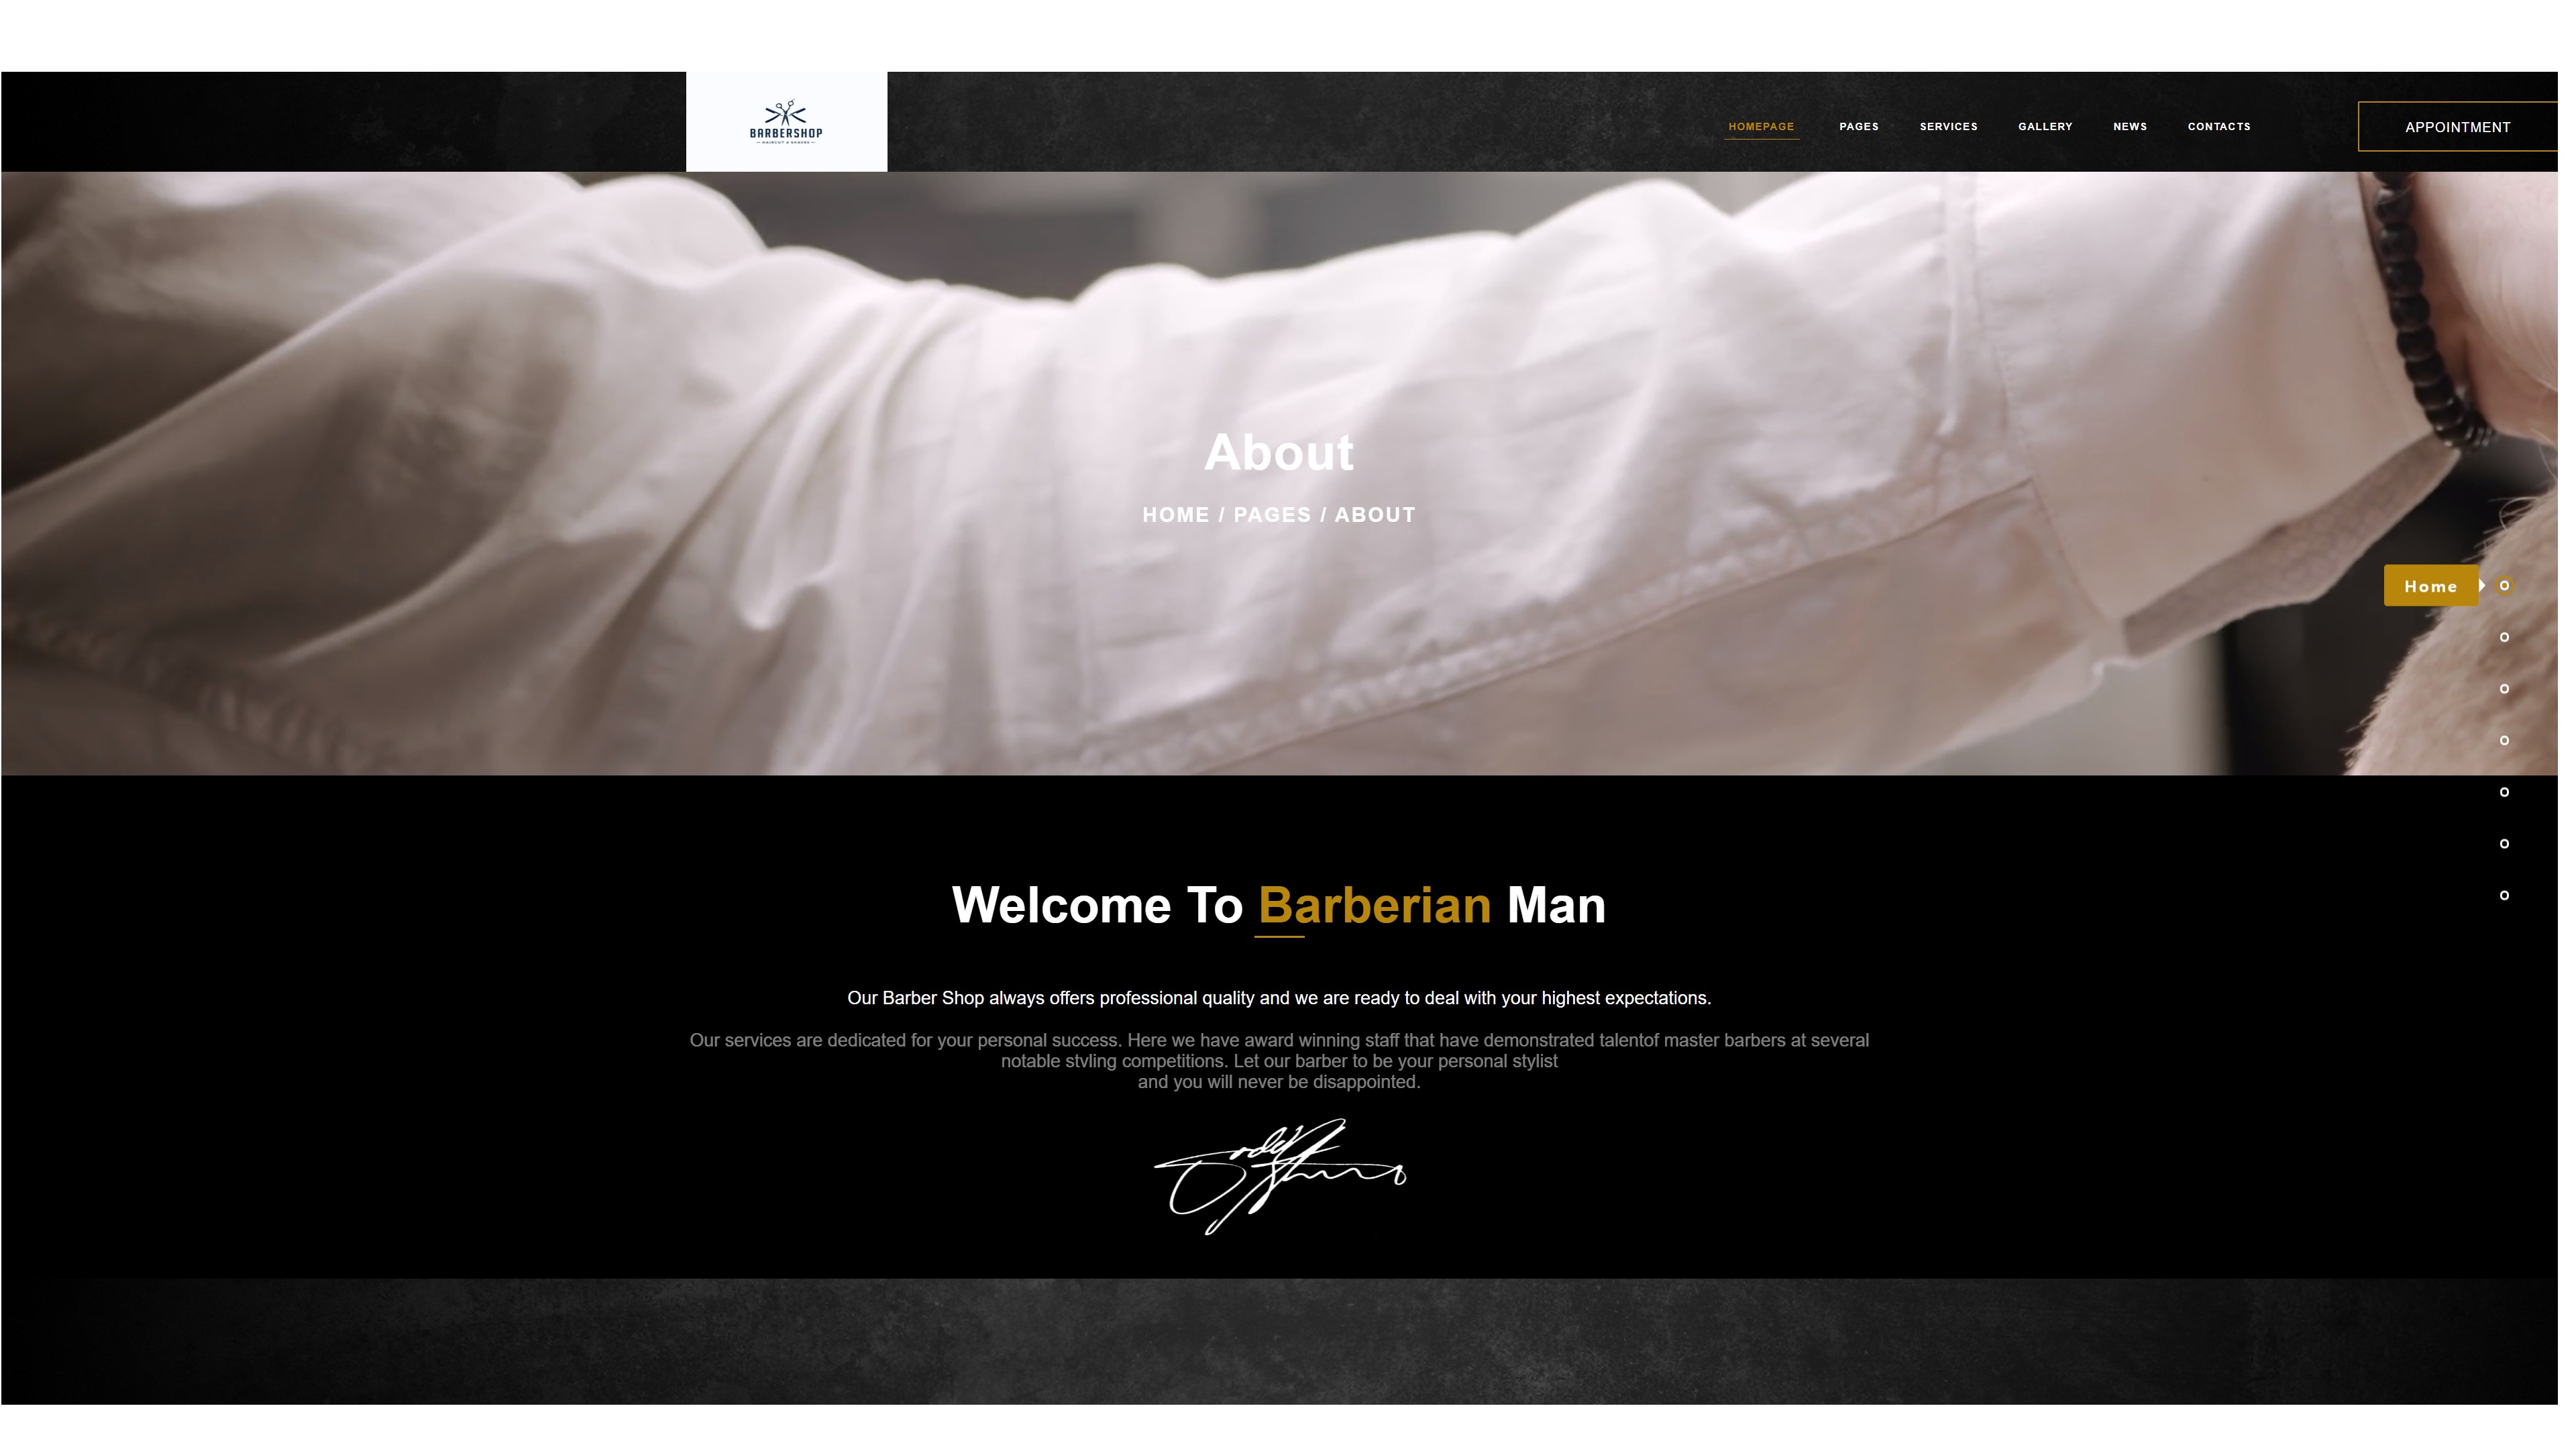 BARBERSHOP
HAIRCUT & SHAVES
HOMEPAGE PAGES SERVICES GALLERY NEWS CONTACTS APPOINTMENT
About
HOME / PAGES / ABOUT
Home
Welcome To Barberian Man
Our Barber Shop always offers professional quality and we are ready to deal with your highest expectations.
Our services are dedicated for your personal success. Here we have award winning staff that have demonstrated talentof master barbers at several
notable stvling competitions. Let our barber to be your personal stylist
and you will never be disappointed.